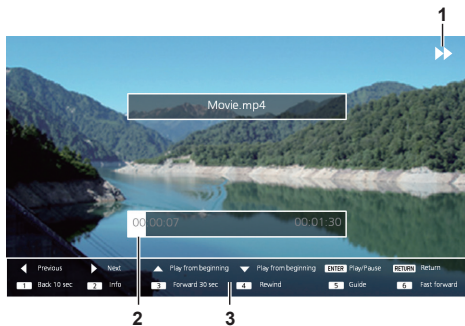 1
Movie.mp4
00:00:07 00:01:30
Previous Next Play from beginning Play from beginning ENTER Play/Pause RETURN Return
1 Back 10 sec 2 Info 3 Forward 30 sec 4 Rewind 5 Guide 6 Fast forward
2 3